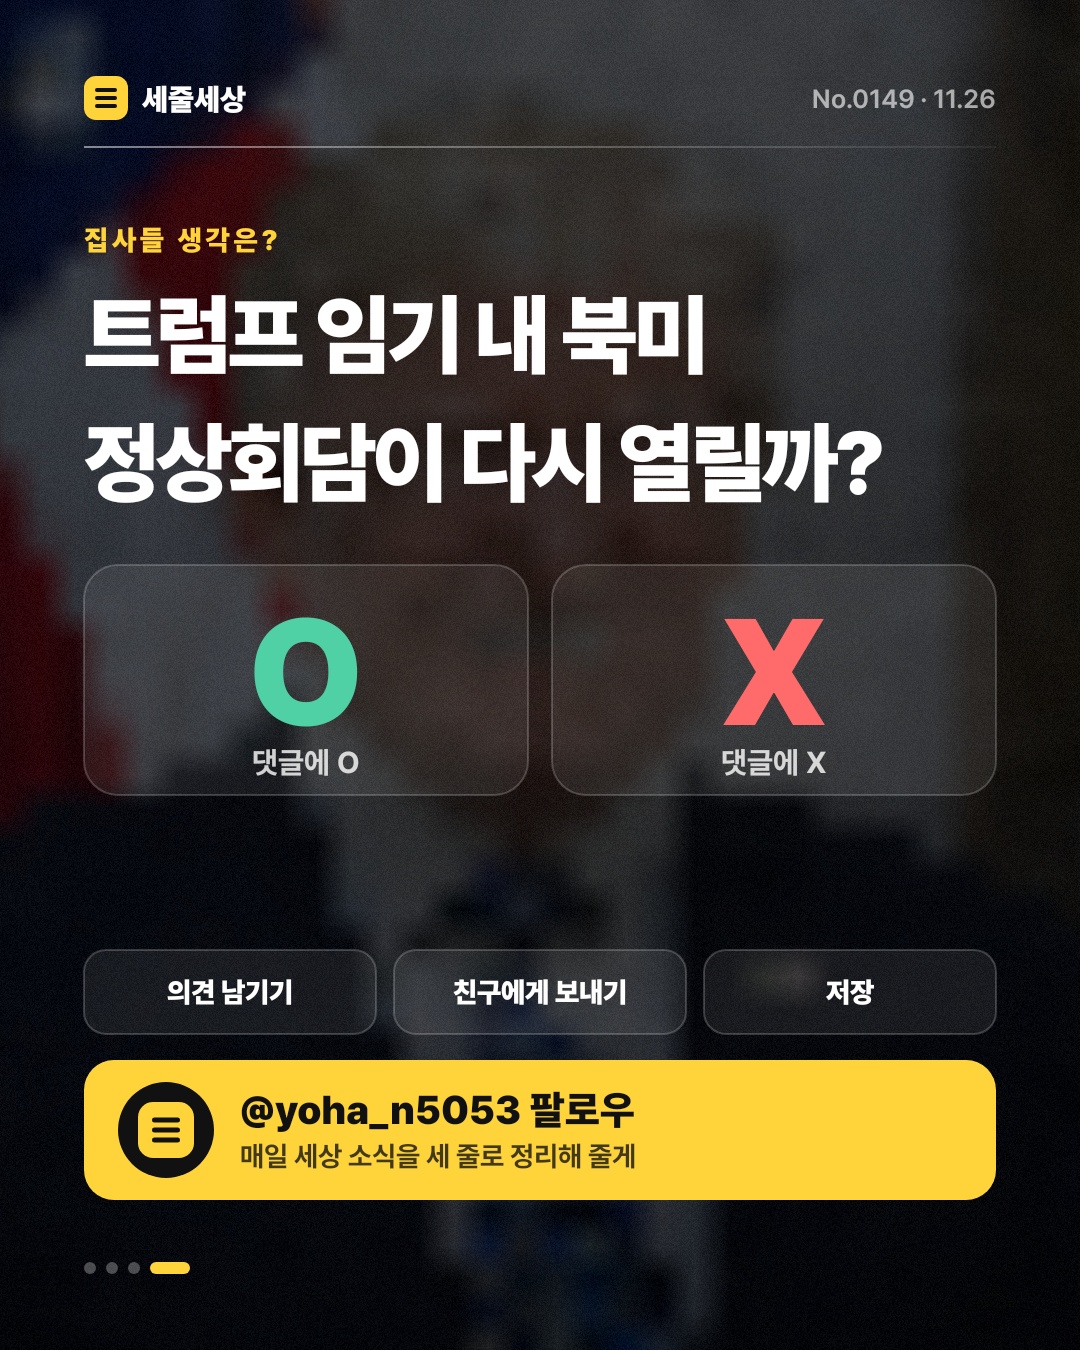 세줄세상
No.0149 · 11.26
집사들 생각은?
트럼프 임기 내 북미
정상회담이 다시 열릴까?
O
댓글에 O
X
댓글에 X
의견 남기기
친구에게 보내기
저장
@yoha_n5053 팔로우
매일 세상 소식을 세 줄로 정리해 줄게